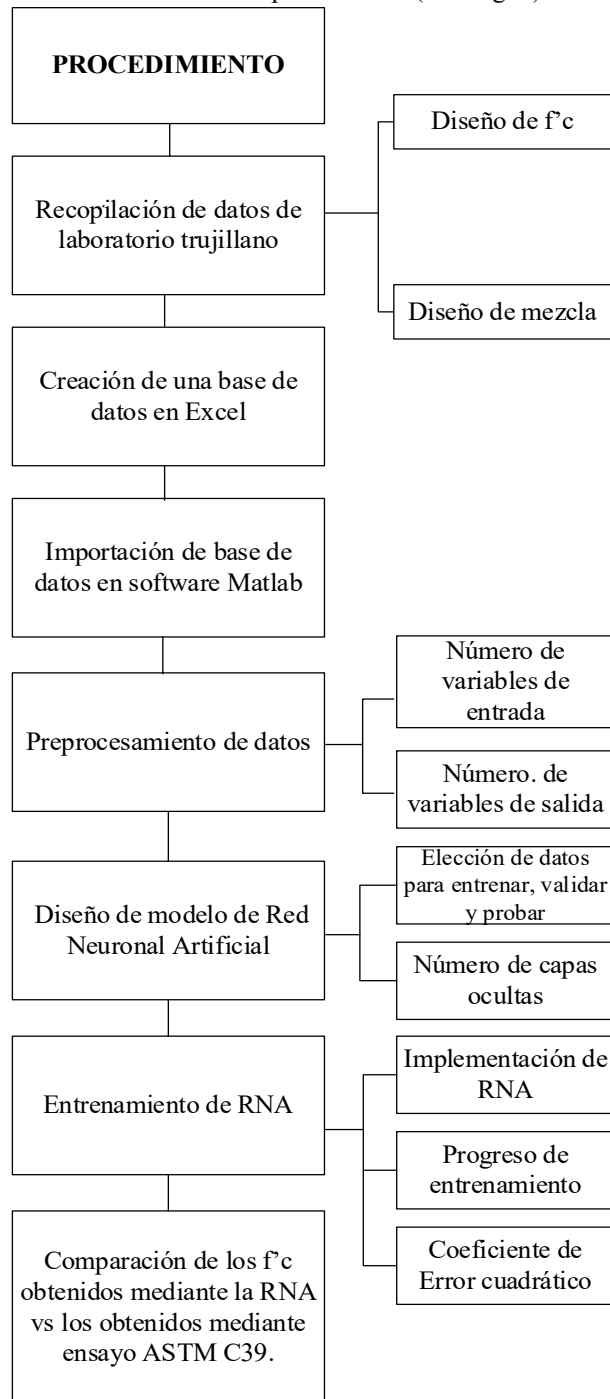 PROCEDIMIENTO
Diseño de f’c
Recopilación de datos de
laboratorio trujillano
Diseño de mezcla
Creación de una base de
datos en Excel
Importación de base de
datos en software Matlab
Número de
variables de
entrada
Preprocesamiento de datos
Número. de
variables de salida
Elección de datos
para entrenar, validar
y probar
Diseño de modelo de Red
Neuronal Artificial
Número de capas
ocultas
Implementación de
RNA
Entrenamiento de RNA
Progreso de
entrenamiento
Coeficiente de
Error cuadrático
Comparación de los f’c
obtenidos mediante la RNA
vs los obtenidos mediante
ensayo ASTM C39.